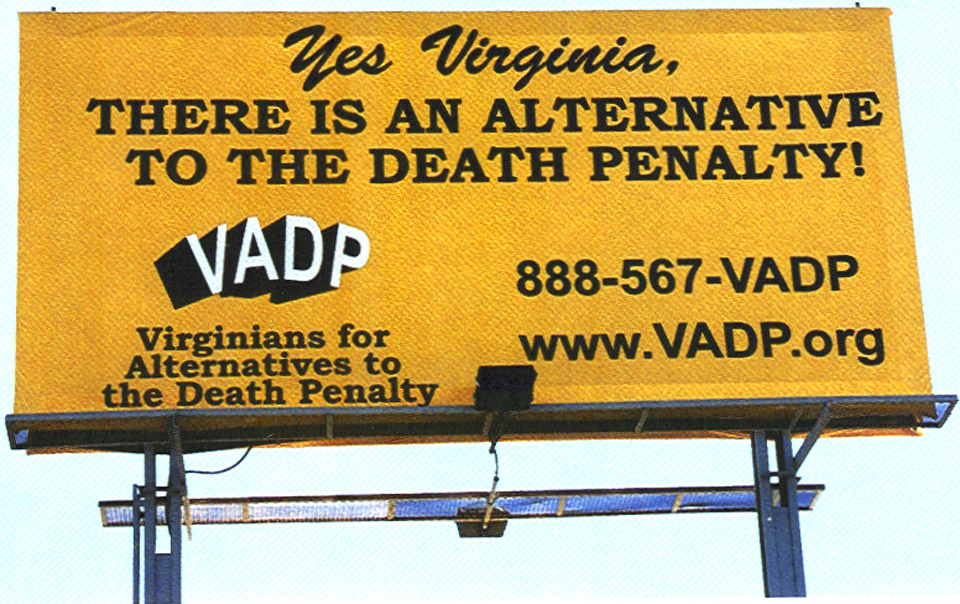 Yes Virginia,
THERE IS AN ALTERNATIVE
TO THE DEATH PENALTY!
VADP
Virginians for
Alternatives to
the Death Penalty
888-567-VADP
www.VADP.org